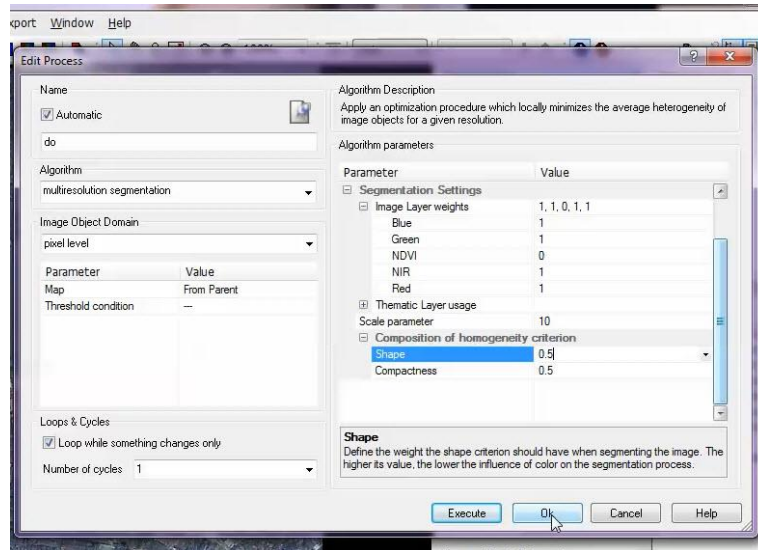 xport Window Help
Edit Process
Name
Automatic
do
Algorithm
multiresolution segmentation
Image Object Domain
pixel level
Parameter Value
Map From Parent
Threshold condition —
Loops & Cycles
Loop while something changes only
Number of cycles 1
Algorithm Description
Apply an optimization procedure which locally minimizes the average heterogeneity of
image objects for a given resolution.
Algorithm parameters
Parameter Value
Segmentation Settings
Image Layer weights 1, 1, 0, 1, 1
Blue 1
Green 1
NDVI 0
NIR 1
Red 1
Thematic Layer usage
Scale parameter 10
Composition of homogeneity criterion
Shape 0.5
Compactness 0.5
Shape
Define the weight the shape criterion should have when segmenting the image. The
higher its value, the lower the influence of color on the segmentation process.
Execute Ok Cancel Help